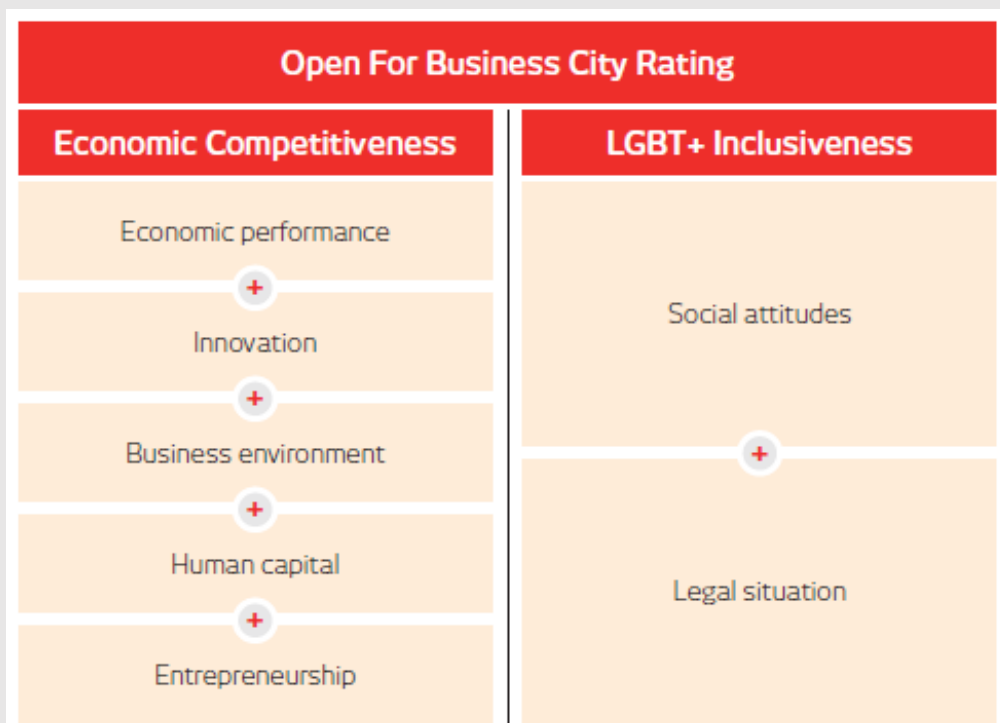 Open For Business City Rating
Economic Competitiveness
Economic performance
+
Innovation
+
Business environment
+
Human capital
+
Entrepreneurship
LGBT+ Inclusiveness
Social attitudes
+
Legal situation